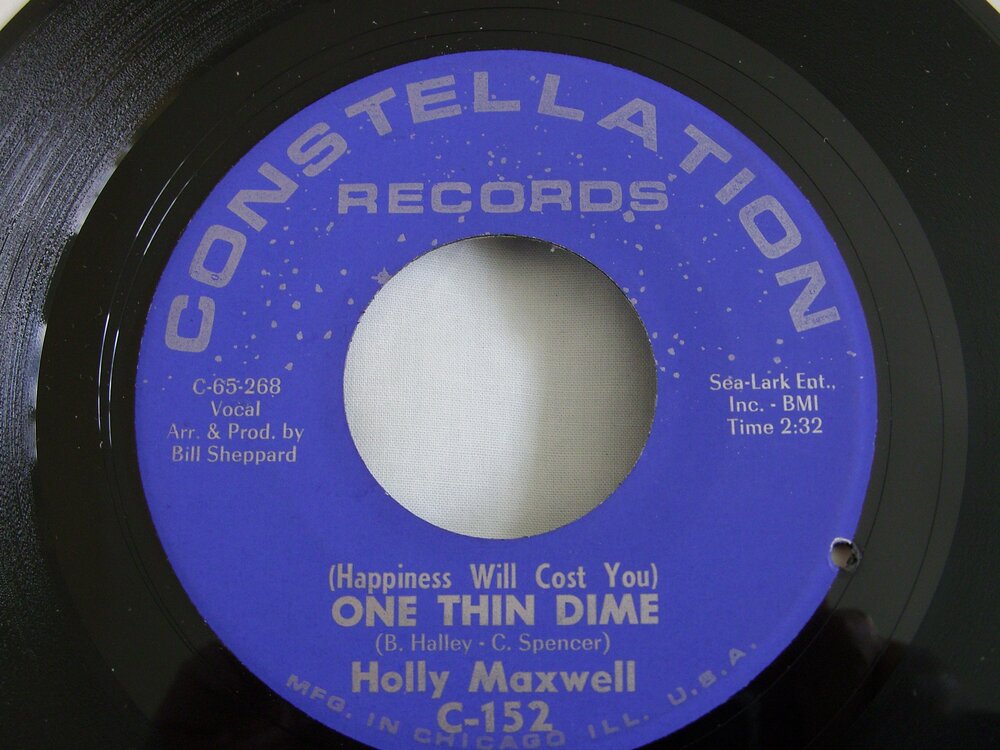 CONSTELLATION
RECORDS
C-65-268
Vocal
Arr. & Prod. by
Bill Sheppard
Sea-Lark Ent.,
Inc. - BMI
Time 2:32
(Happiness Will Cost You)
ONE THIN DIME
(B. Halley - C. Spencer)
Holly Maxwell
C-152
MFG. IN CHICAGO ILL. U.S.A.